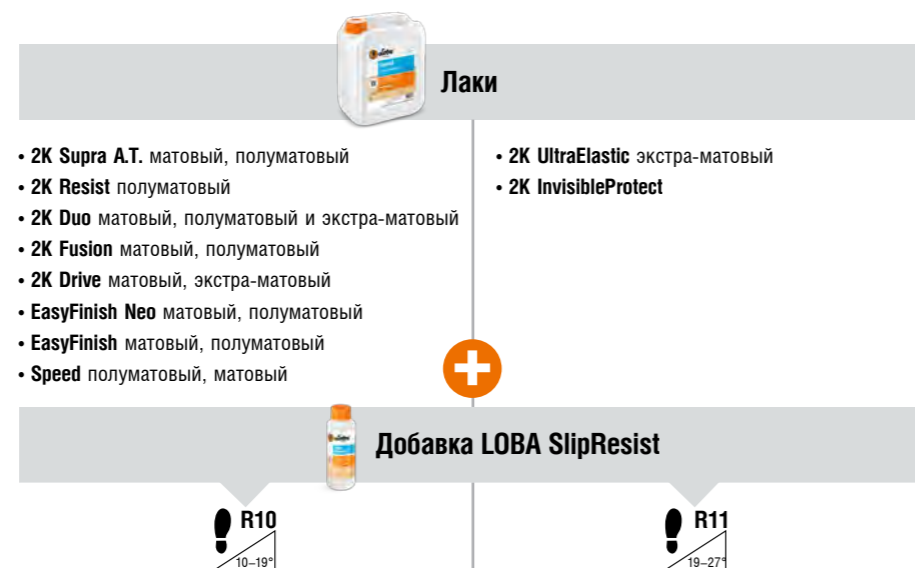 Лаки
• 2K Supra A.T. матовый, полуматовый
• 2K Resist полуматовый
• 2K Duo матовый, полуматовый и экстра-матовый
• 2K Fusion матовый, полуматовый
• 2K Drive матовый, экстра-матовый
• EasyFinish Neo матовый, полуматовый
• EasyFinish матовый, полуматовый
• Speed полуматовый, матовый
• 2K UltraElastic экстра-матовый
• 2K InvisibleProtect
Добавка LOBA SlipResist
R10
10–19°
R11
19–27°